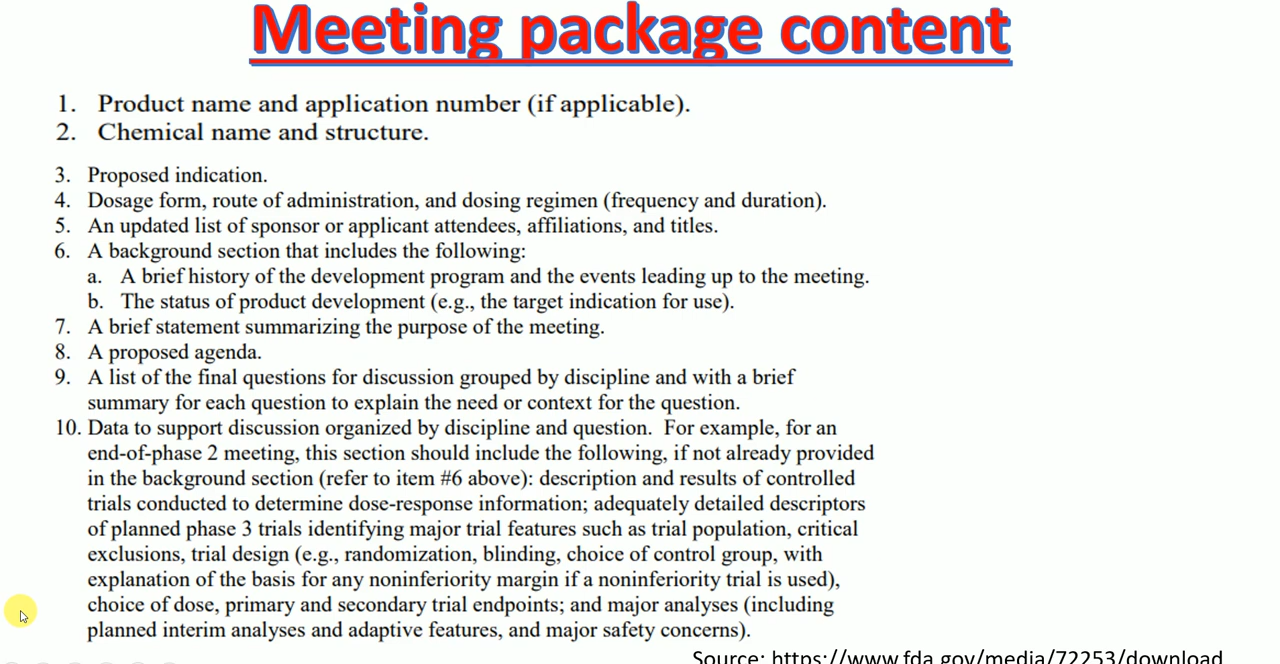 Meeting package content
1. Product name and application number (if applicable).
2. Chemical name and structure.
3. Proposed indication.
4. Dosage form, route of administration, and dosing regimen (frequency and duration).
5. An updated list of sponsor or applicant attendees, affiliations, and titles.
6. A background section that includes the following:
a. A brief history of the development program and the events leading up to the meeting.
b. The status of product development (e.g., the target indication for use).
7. A brief statement summarizing the purpose of the meeting.
8. A proposed agenda.
9. A list of the final questions for discussion grouped by discipline and with a brief
summary for each question to explain the need or context for the question.
10. Data to support discussion organized by discipline and question. For example, for an
end-of-phase 2 meeting, this section should include the following, if not already provided
in the background section (refer to item #6 above): description and results of controlled
trials conducted to determine dose-response information; adequately detailed descriptors
of planned phase 3 trials identifying major trial features such as trial population, critical
exclusions, trial design (e.g., randomization, blinding, choice of control group, with
explanation of the basis for any noninferiority margin if a noninferiority trial is used),
choice of dose, primary and secondary trial endpoints; and major analyses (including
planned interim analyses and adaptive features, and major safety concerns).
Source: https://www.fda.gov/media/72253/download